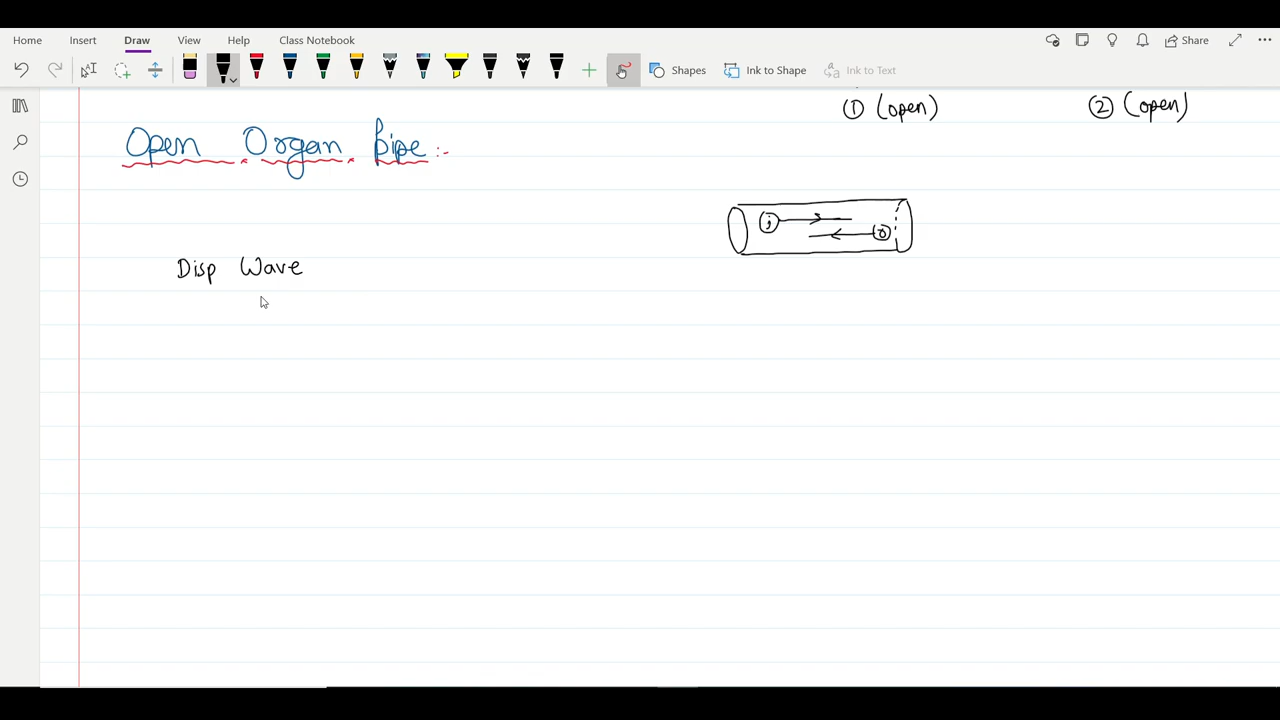 Home Insert Draw View Help Class Notebook
Share
Shapes Ink to Shape Ink to Text
① (open) ② (open)
Open Organ Pipe :-
i
r
Disp Wave